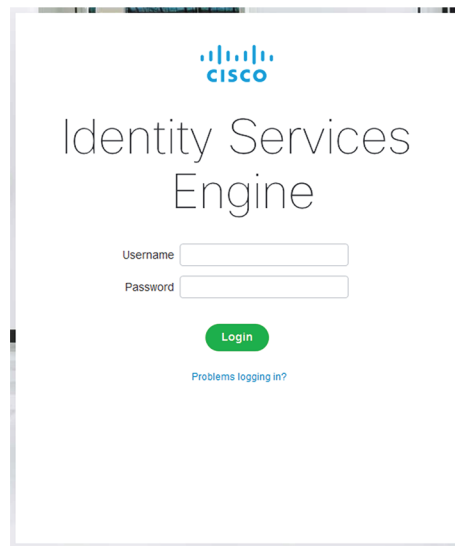 CISCO
Identity Services
Engine
Username
Password
Login
Problems logging in?